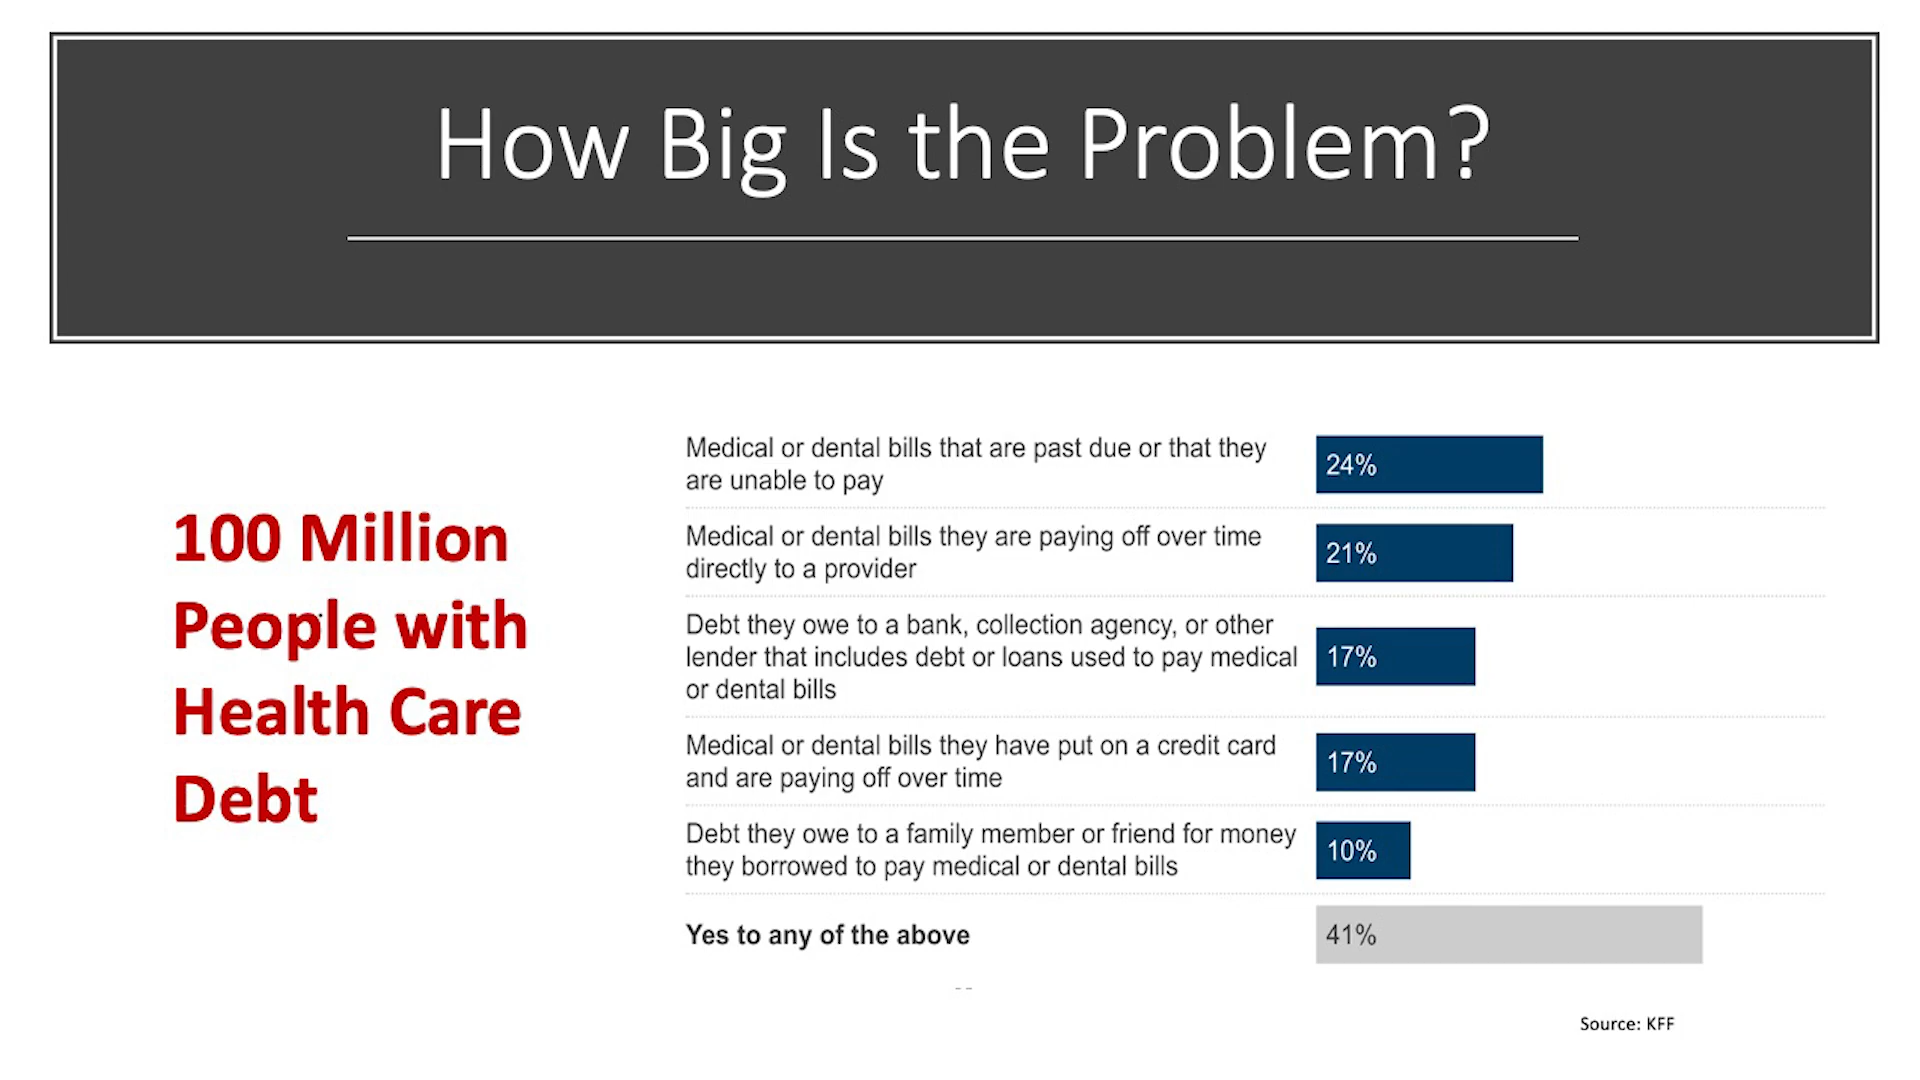 How Big Is the Problem?
100 Million
People with
Health Care
Debt
Medical or dental bills that are past due or that they
are unable to pay
24%
Medical or dental bills they are paying off over time
directly to a provider
21%
Debt they owe to a bank, collection agency, or other
lender that includes debt or loans used to pay medical
or dental bills
17%
Medical or dental bills they have put on a credit card
and are paying off over time
17%
Debt they owe to a family member or friend for money
they borrowed to pay medical or dental bills
10%
Yes to any of the above
41%
Source: KFF